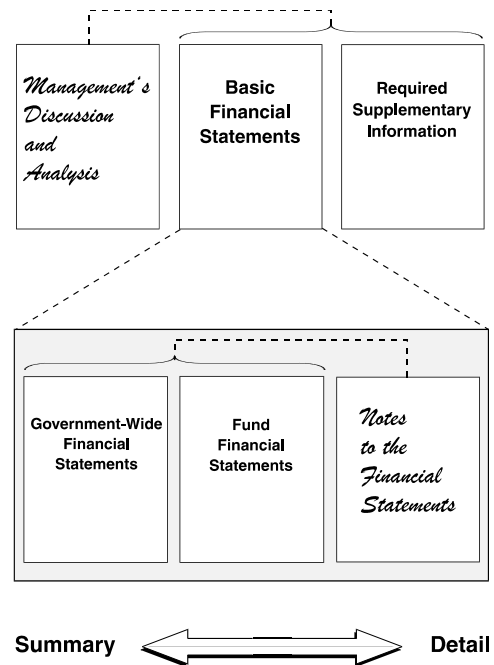 Management's
Discussion
and
Analysis
Basic
Financial
Statements
Required
Supplementary
Information
Government-Wide
Financial
Statements
Fund
Financial
Statements
Notes
to the
Financial
Statements
Summary
Detail